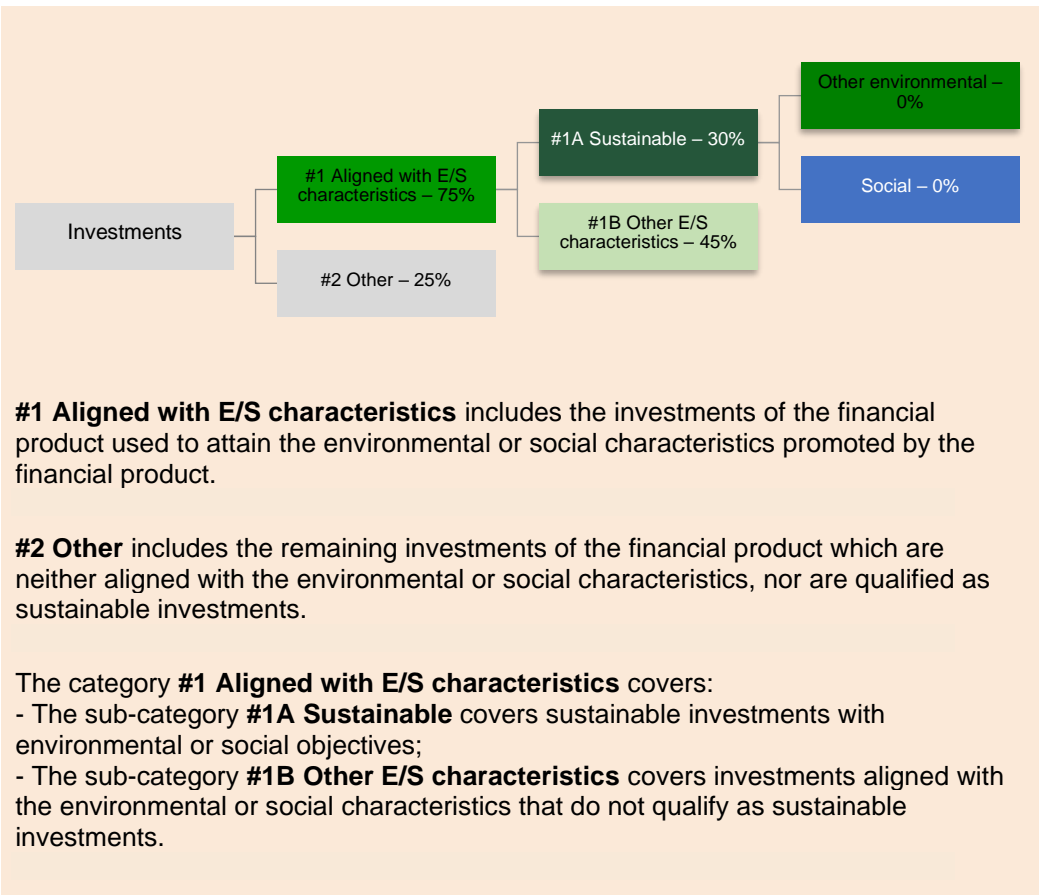 Other environmental –
0%
#1A Sustainable – 30%
#1 Aligned with E/S
characteristics – 75%
Social – 0%
Investments
#1B Other E/S
characteristics – 45%
#2 Other – 25%
#1 Aligned with E/S characteristics includes the investments of the financial
product used to attain the environmental or social characteristics promoted by the
financial product.
#2 Other includes the remaining investments of the financial product which are
neither aligned with the environmental or social characteristics, nor are qualified as
sustainable investments.
The category #1 Aligned with E/S characteristics covers:
- The sub-category #1A Sustainable covers sustainable investments with
environmental or social objectives;
- The sub-category #1B Other E/S characteristics covers investments aligned with
the environmental or social characteristics that do not qualify as sustainable
investments.